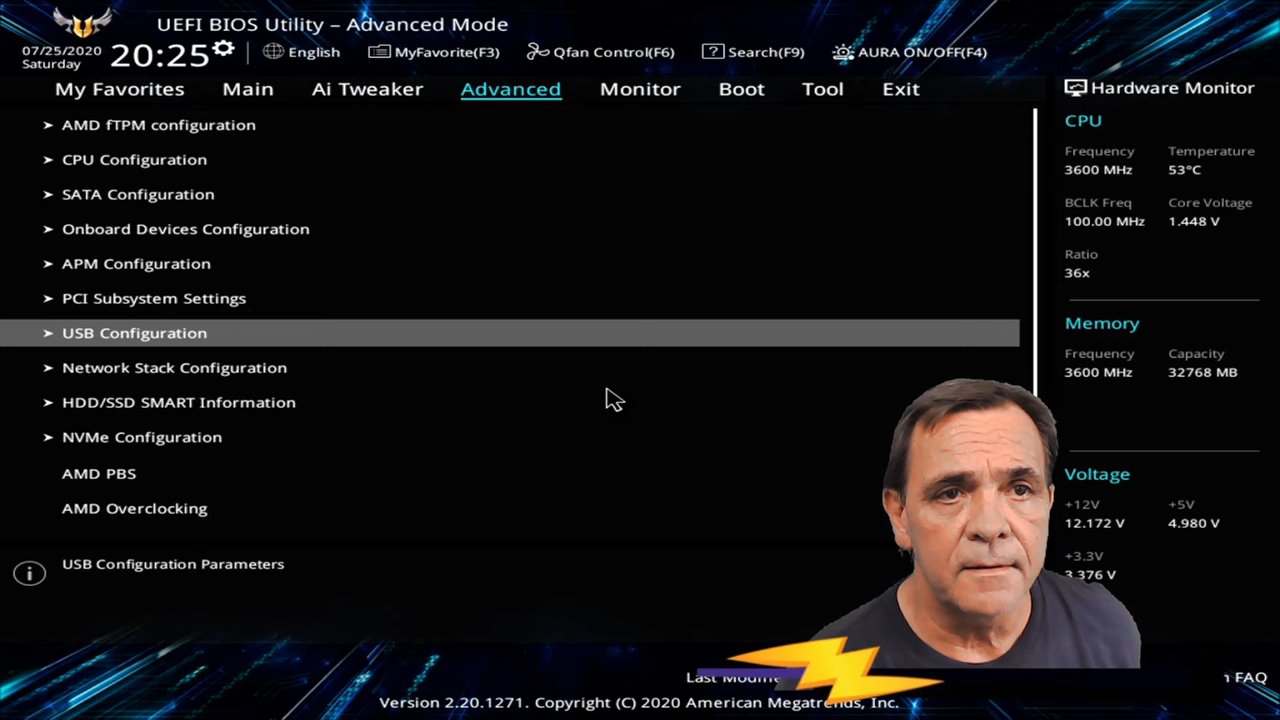 UEFI BIOS Utility – Advanced Mode
07/25/2020
Saturday
20:25
English
MyFavorite(F3)
Qfan Control(F6)
Search(F9)
AURA ON/OFF(F4)
My Favorites
Main
Ai Tweaker
Advanced
Monitor
Boot
Tool
Exit
AMD fTPM configuration
CPU Configuration
SATA Configuration
Onboard Devices Configuration
APM Configuration
PCI Subsystem Settings
USB Configuration
Network Stack Configuration
HDD/SSD SMART Information
NVMe Configuration
AMD PBS
AMD Overclocking
USB Configuration Parameters
Hardware Monitor
CPU
Frequency Temperature
3600 MHz 53°C
BCLK Freq Core Voltage
100.00 MHz 1.448 V
Ratio
36x
Memory
Frequency Capacity
3600 MHz 32768 MB
Voltage
+12V +5V
12.172 V 4.980 V
+3.3V
3.376 V
Last
FAQ
Version 2.20.1271. Copyright (C) 2020 American Megatrends, Inc.